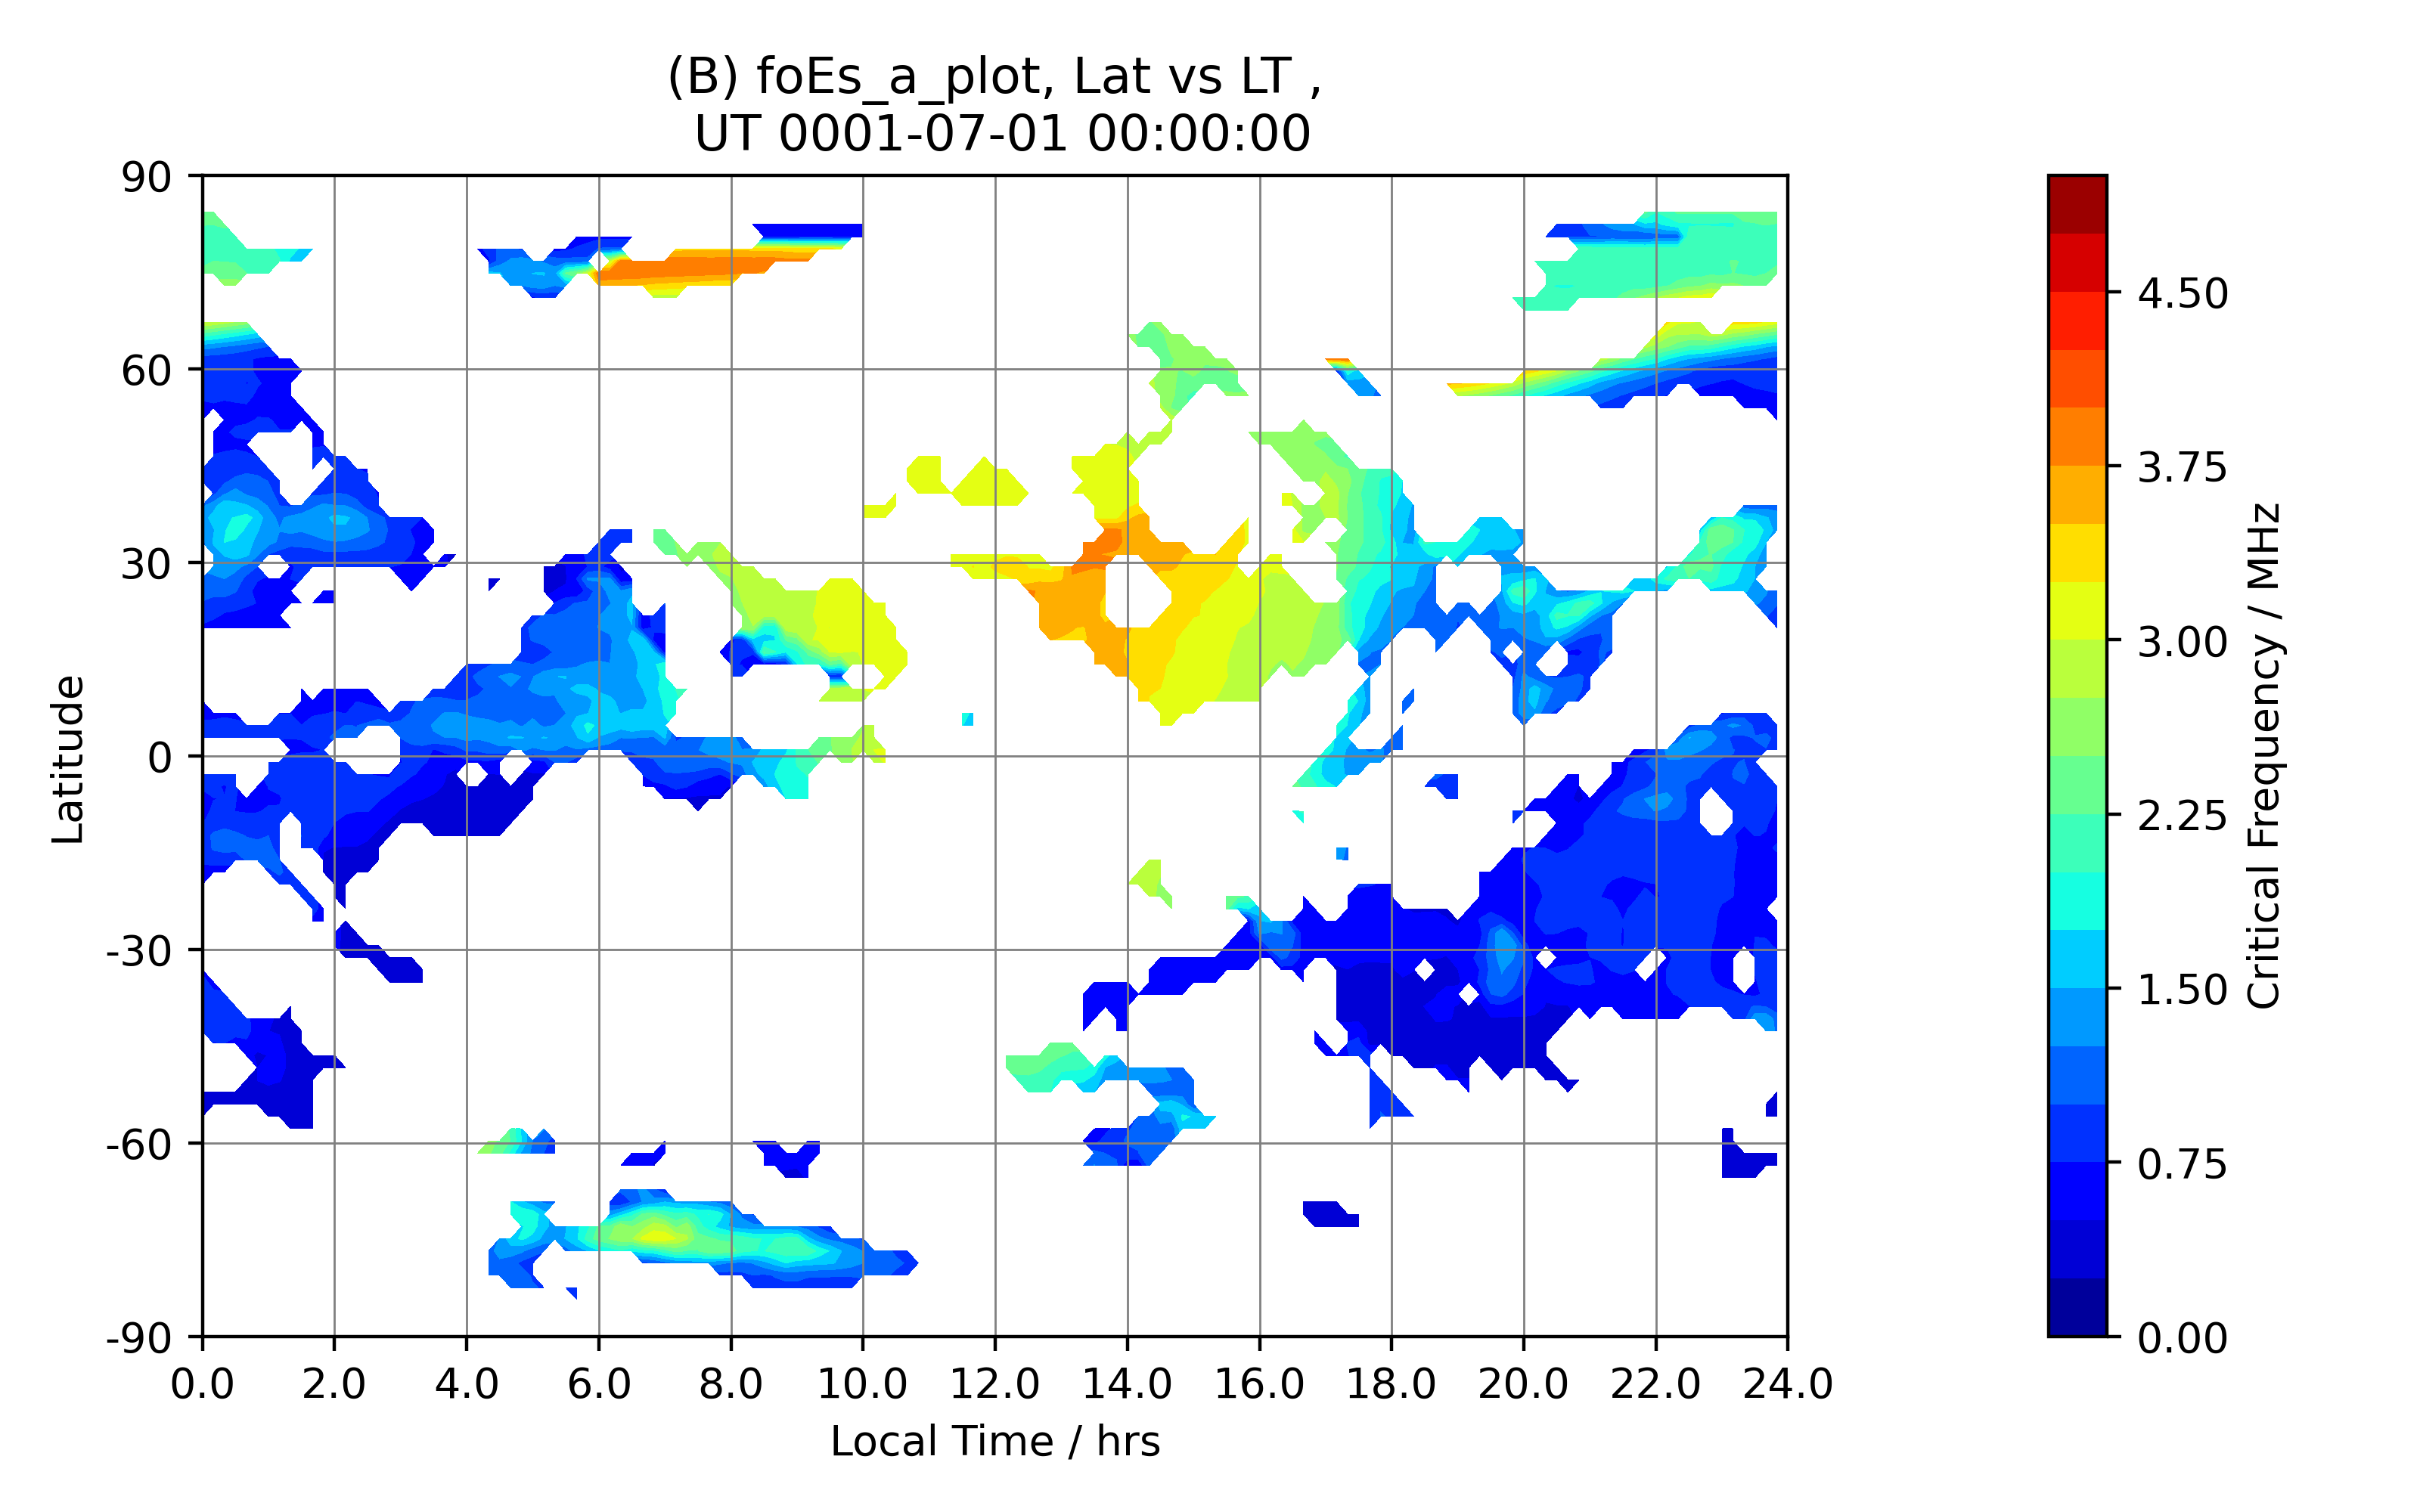 (B) foEs_a_plot, Lat vs LT ,
UT 0001-07-01 00:00:00
90
60
30
0
-30
-60
-90
Latitude
0.0 2.0 4.0 6.0 8.0 10.0 12.0 14.0 16.0 18.0 20.0 22.0 24.0
Local Time / hrs
4.50
3.75
3.00
2.25
1.50
0.75
0.00
Critical Frequency / MHz